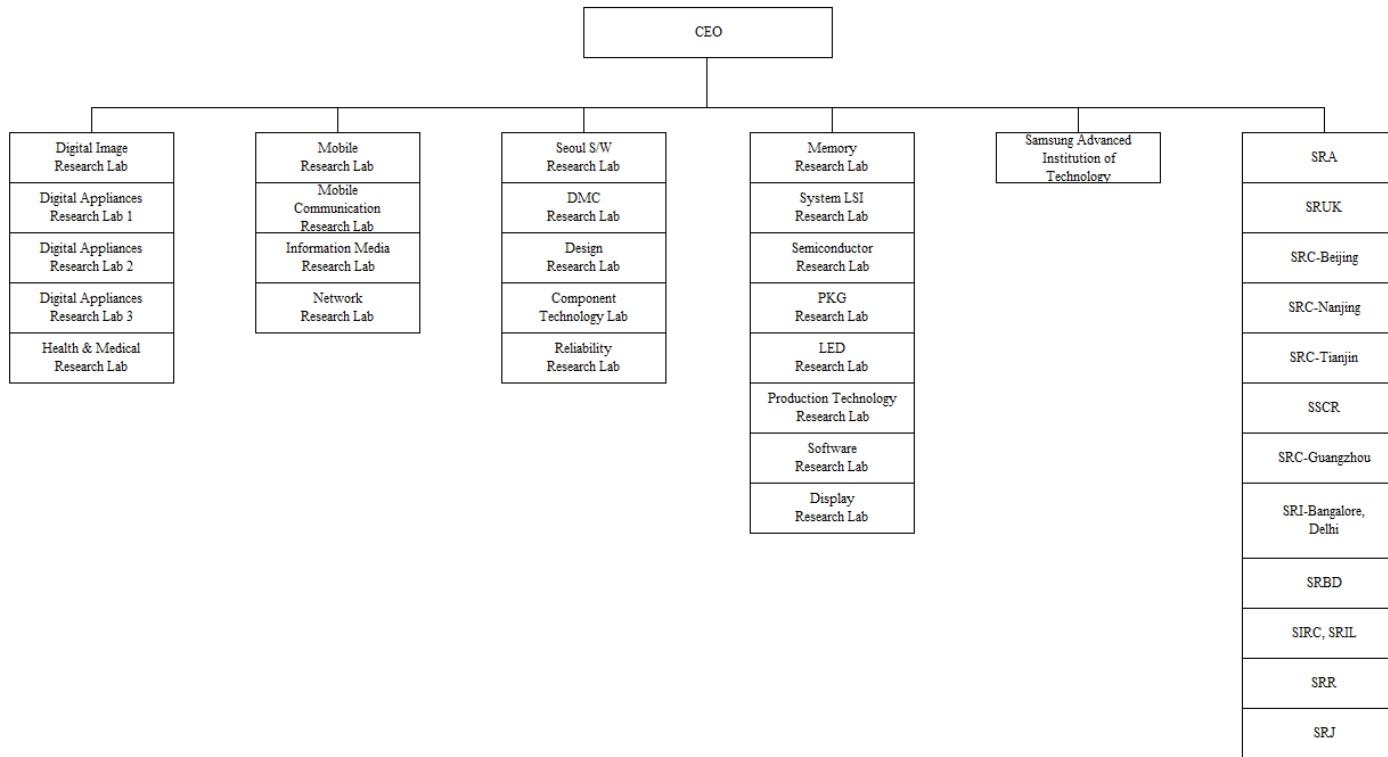 CEO
Digital Image
Research Lab
Digital Appliances
Research Lab 1
Digital Appliances
Research Lab 2
Digital Appliances
Research Lab 3
Health & Medical
Research Lab
Mobile
Research Lab
Mobile
Communication
Research Lab
Information Media
Research Lab
Network
Research Lab
Seoul S/W
Research Lab
DMC
Research Lab
Design
Research Lab
Component
Technology Lab
Reliability
Research Lab
Memory
Research Lab
System LSI
Research Lab
Semiconductor
Research Lab
PKG
Research Lab
LED
Research Lab
Production Technology
Research Lab
Software
Research Lab
Display
Research Lab
Samsung Advanced
Institution of
Technology
SRA
SRUK
SRC-Beijing
SRC-Nanjing
SRC-Tianjin
SSCR
SRC-Guangzhou
SRI-Bangalore,
Delhi
SRBD
SIRC, SRIL
SRR
SRJ